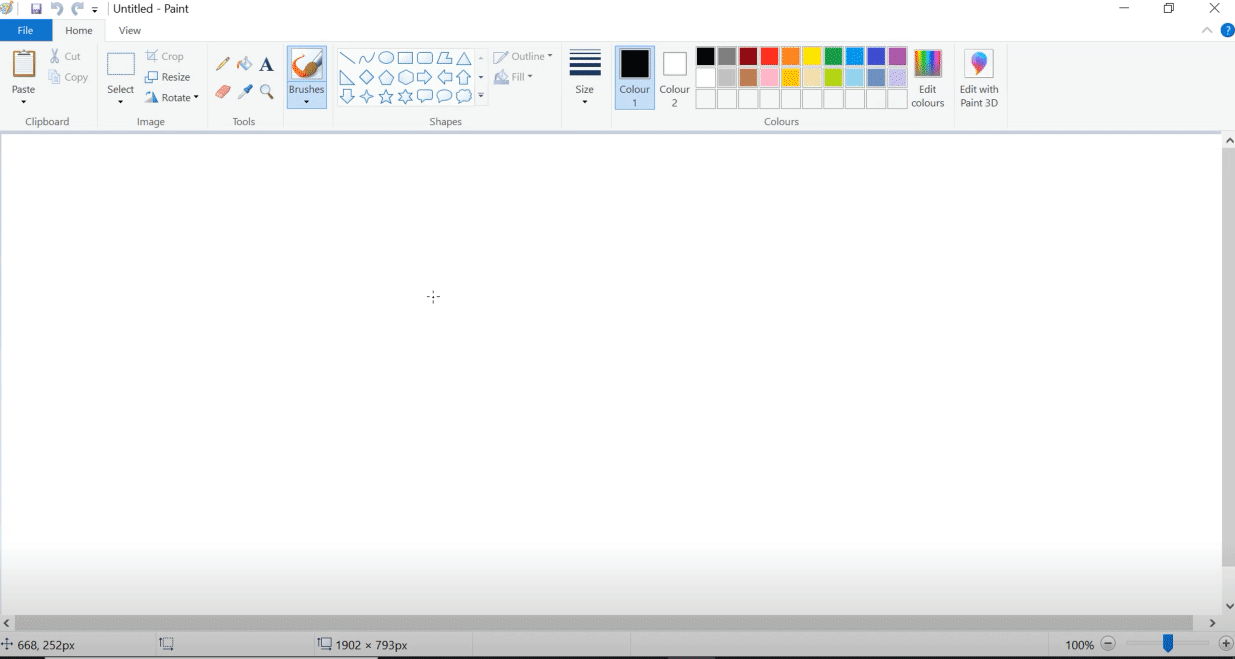 Untitled - Paint
File Home View
Paste
Cut
Copy
Clipboard
Select
Crop
Resize
Rotate
Image
A
Tools
Brushes
Outline
Fill
Shapes
Size
Colour
1
Colour
2
Edit
colours
Colours
Edit with
Paint 3D
?
668, 252px
1902 × 793px
100%